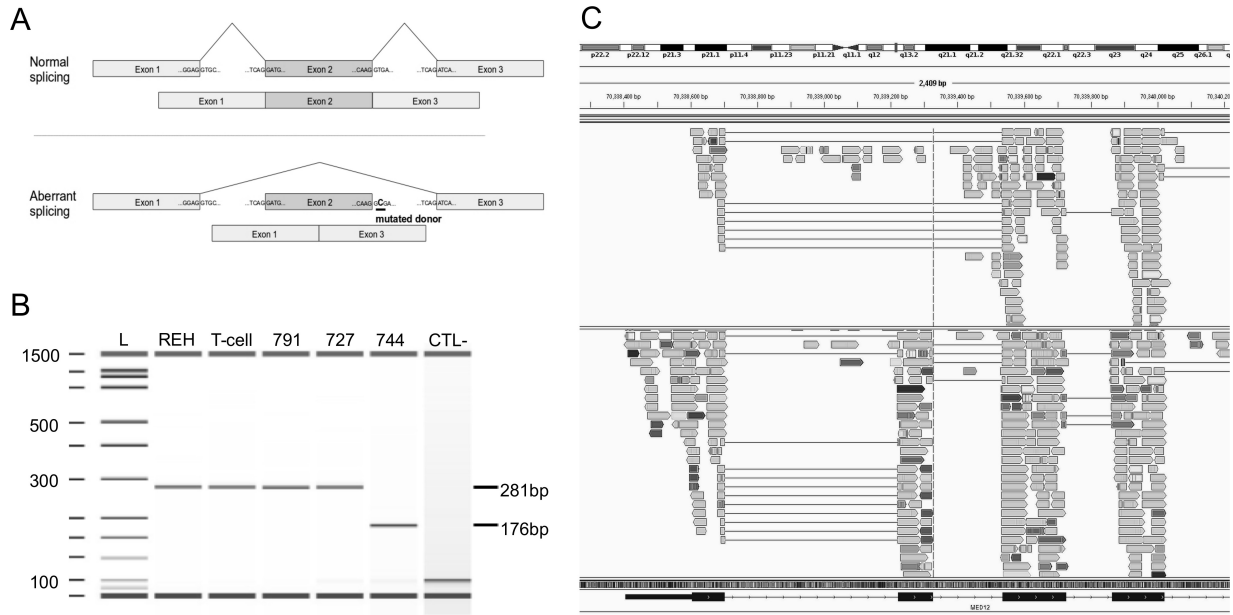 A
Normal splicing
Exon 1 ...GGAG GTGC... ...TCAG GATG... Exon 2 ...CAAG GTGA... ...TCAG ATCA... Exon 3
Exon 1 Exon 2 Exon 3
Aberrant splicing
Exon 1 ...GGAG GTGC... ...TCAG GATG... Exon 2 ...CAAG GCGA... ...TCAG ATCA... Exon 3
mutated donor
Exon 1 Exon 3
B
L REH T-cell 791 727 744 CTL-
1500
500
300
100
281bp
176bp
C
p22.2 p22.12 p21.3 p21.1 p11.4 p11.23 p11.21 q11.1 q12 q13.2 q21.1 q21.2 q21.32 q22.1 q22.3 q23 q24 q25 q26.1
2,409 bp
70,338,400 bp 70,338,600 bp 70,338,800 bp 70,339,000 bp 70,339,200 bp 70,339,400 bp 70,339,600 bp 70,339,800 bp 70,340,000 bp 70,340,20
MED12